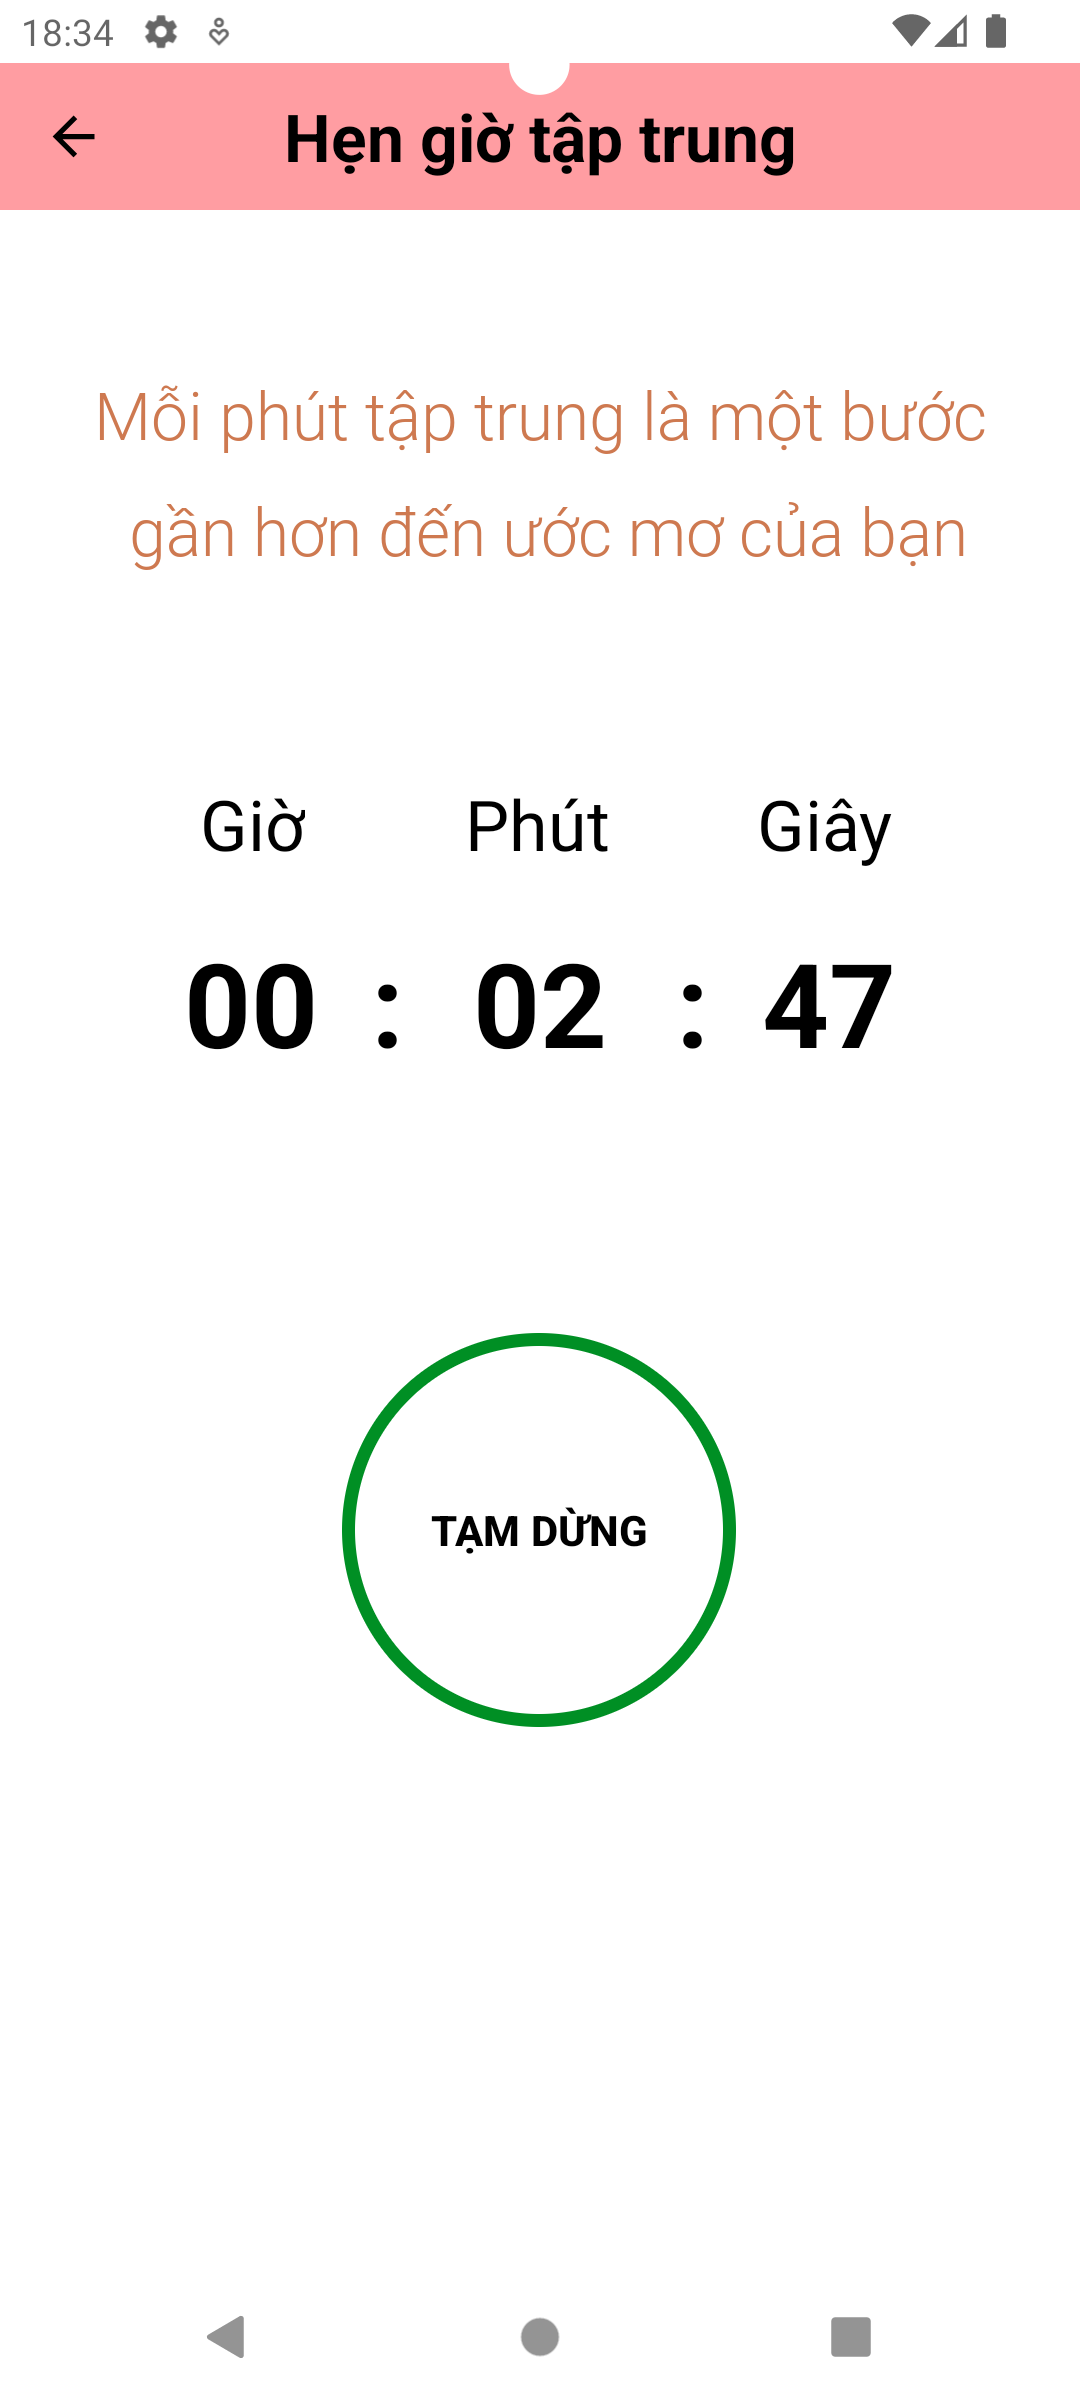 18:34
Hẹn giờ tập trung
Mỗi phút tập trung là một bước
gần hơn đến ước mơ của bạn
Giờ Phút Giây
00 : 02 : 47
TẠM DỪNG